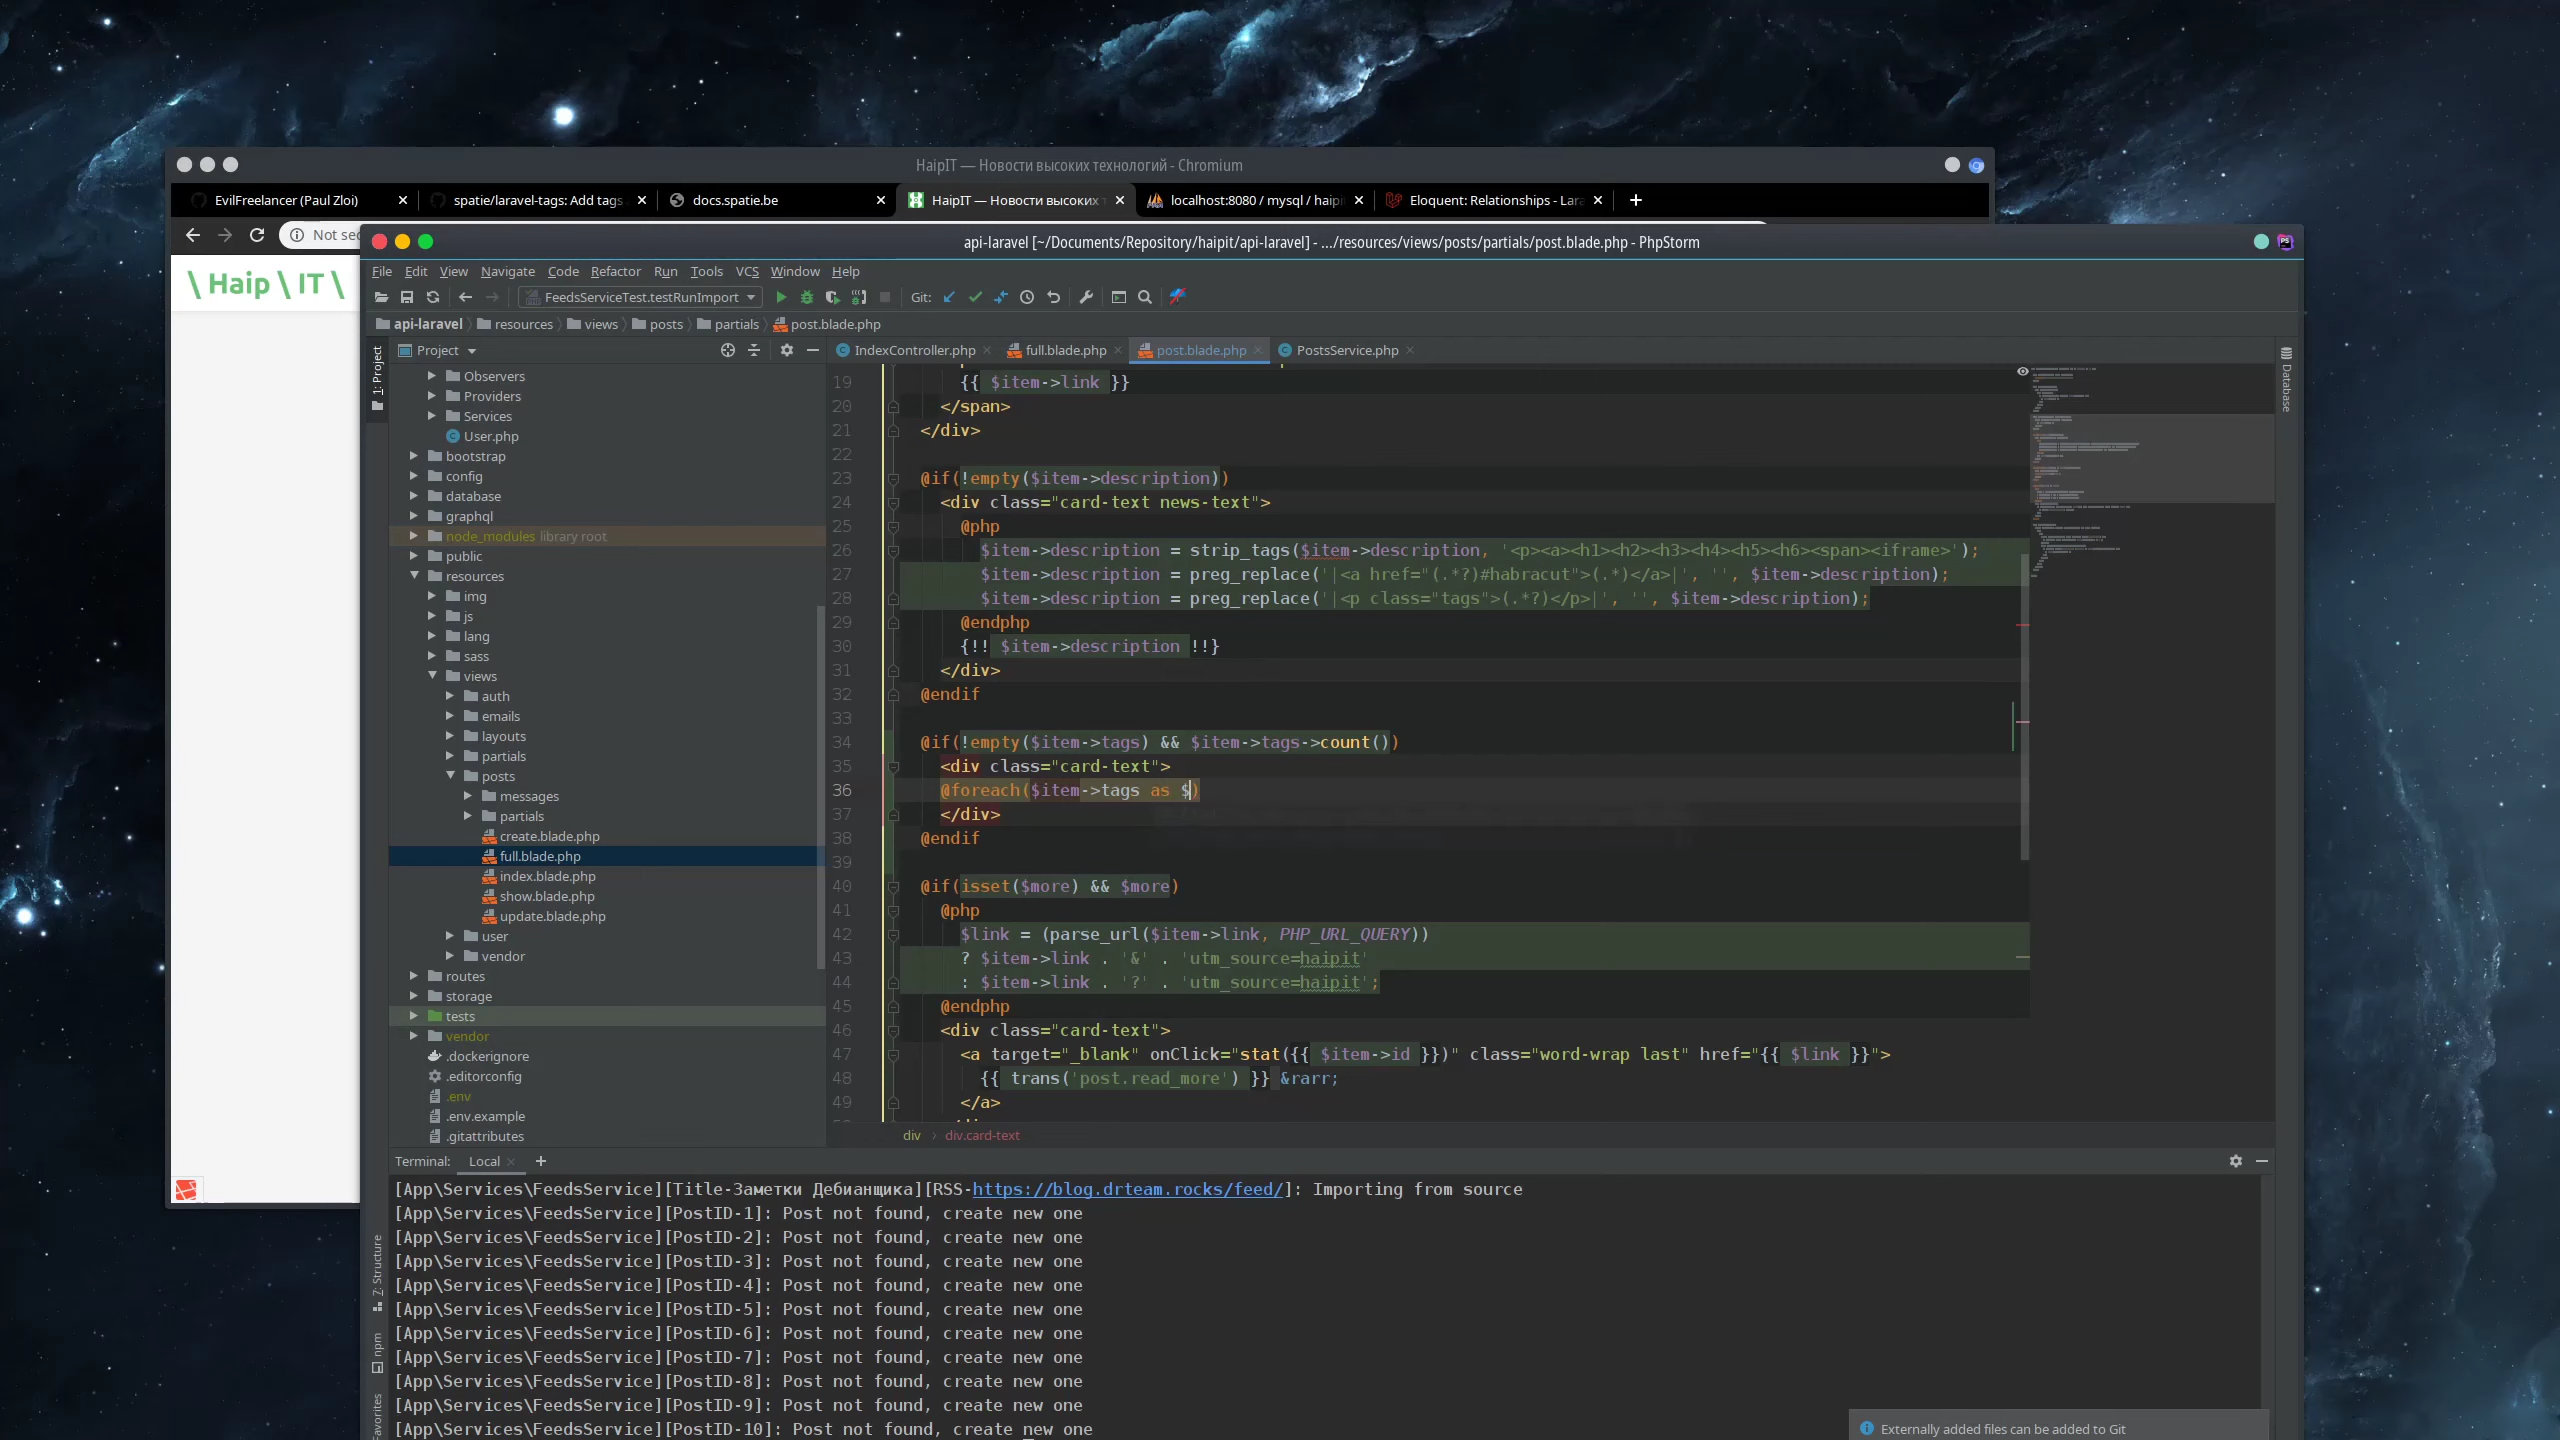 HaipIT — Новости высоких технологий - Chromium
EvilFreelancer (Paul Zloi)
spatie/laravel-tags: Add tags
docs.spatie.be
HaipIT — Новости высоких
localhost:8080 / mysql / haipi
Eloquent: Relationships - Lara
Not sec
\ Haip \ IT \
api-laravel [~/Documents/Repository/haipit/api-laravel] - .../resources/views/posts/partials/post.blade.php - PhpStorm
File Edit View Navigate Code Refactor Run Tools VCS Window Help
FeedsServiceTest.testRunImport
Git:
api-laravel resources views posts partials post.blade.php
1: Project
Project
Observers
Providers
Services
User.php
bootstrap
config
database
graphql
node_modules library root
public
resources
img
js
lang
sass
views
auth
emails
layouts
partials
posts
messages
partials
create.blade.php
full.blade.php
index.blade.php
show.blade.php
update.blade.php
user
vendor
routes
storage
tests
vendor
.dockerignore
.editorconfig
.env
.env.example
.gitattributes
IndexController.php full.blade.php post.blade.php PostsService.php
19 {{ $item->link }}
20 </span>
21 </div>
22
23 @if(!empty($item->description))
24 <div class="card-text news-text">
25 @php
26 $item->description = strip_tags($item->description, '<p><a><h1><h2><h3><h4><h5><h6><span><iframe>');
27 $item->description = preg_replace('|<a href="(.*?)#habracut">(.*)</a>|', '', $item->description);
28 $item->description = preg_replace('|<p class="tags">(.*?)</p>|', '', $item->description);
29 @endphp
30 {!! $item->description !!}
31 </div>
32 @endif
33
34 @if(!empty($item->tags) && $item->tags->count())
35 <div class="card-text">
36 @foreach($item->tags as $)
37 </div>
38 @endif
39
40 @if(isset($more) && $more)
41 @php
42 $link = (parse_url($item->link, PHP_URL_QUERY))
43 ? $item->link . '&' . 'utm_source=haipit'
44 : $item->link . '?' . 'utm_source=haipit';
45 @endphp
46 <div class="card-text">
47 <a target="_blank" onClick="stat({{ $item->id }})" class="word-wrap last" href="{{ $link }}">
48 {{ trans('post.read_more') }} &rarr;
49 </a>
div div.card-text
Database
Terminal: Local
[App\Services\FeedsService][Title-Заметки Дебианщика][RSS-https://blog.drteam.rocks/feed/]: Importing from source
[App\Services\FeedsService][PostID-1]: Post not found, create new one
[App\Services\FeedsService][PostID-2]: Post not found, create new one
[App\Services\FeedsService][PostID-3]: Post not found, create new one
[App\Services\FeedsService][PostID-4]: Post not found, create new one
[App\Services\FeedsService][PostID-5]: Post not found, create new one
[App\Services\FeedsService][PostID-6]: Post not found, create new one
[App\Services\FeedsService][PostID-7]: Post not found, create new one
[App\Services\FeedsService][PostID-8]: Post not found, create new one
[App\Services\FeedsService][PostID-9]: Post not found, create new one
[App\Services\FeedsService][PostID-10]: Post not found, create new one
7: Structure
npm
Favorites
Externally added files can be added to Git